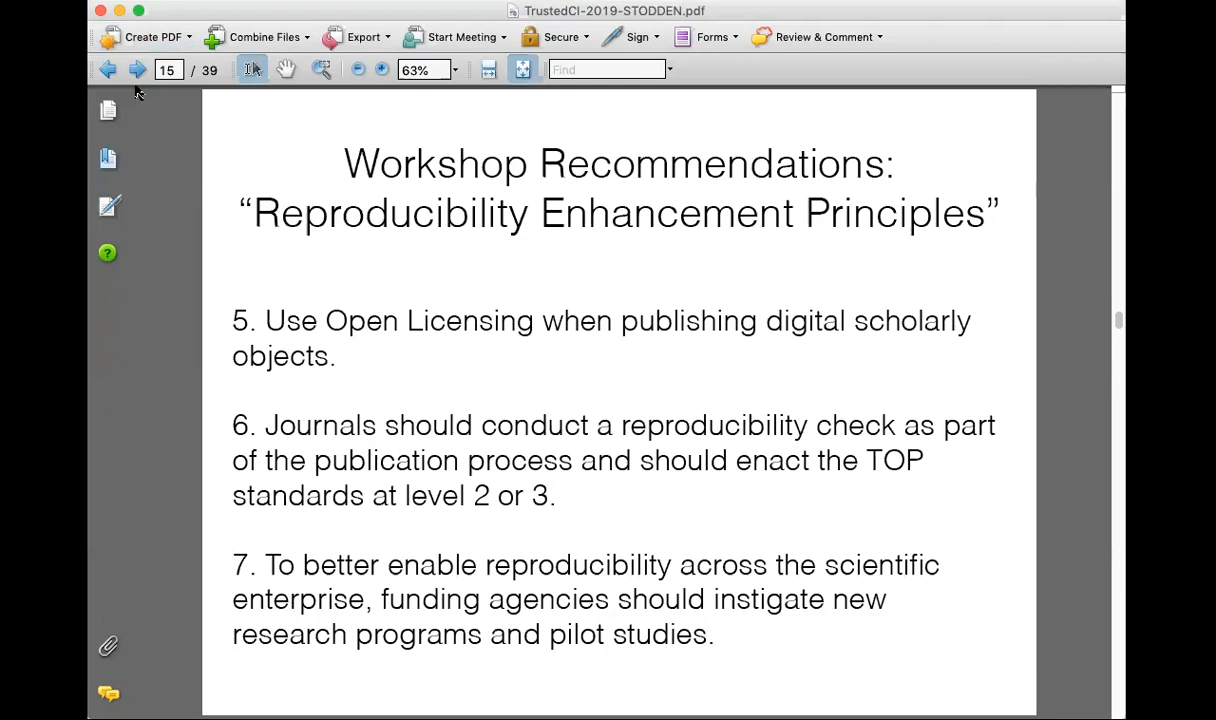 TrustedCI-2019-STODDEN.pdf
Create PDF Combine Files Export Start Meeting Secure Sign Forms Review & Comment
15 / 39 63% Find
Workshop Recommendations:
“Reproducibility Enhancement Principles”
5. Use Open Licensing when publishing digital scholarly
objects.
6. Journals should conduct a reproducibility check as part
of the publication process and should enact the TOP
standards at level 2 or 3.
7. To better enable reproducibility across the scientific
enterprise, funding agencies should instigate new
research programs and pilot studies.